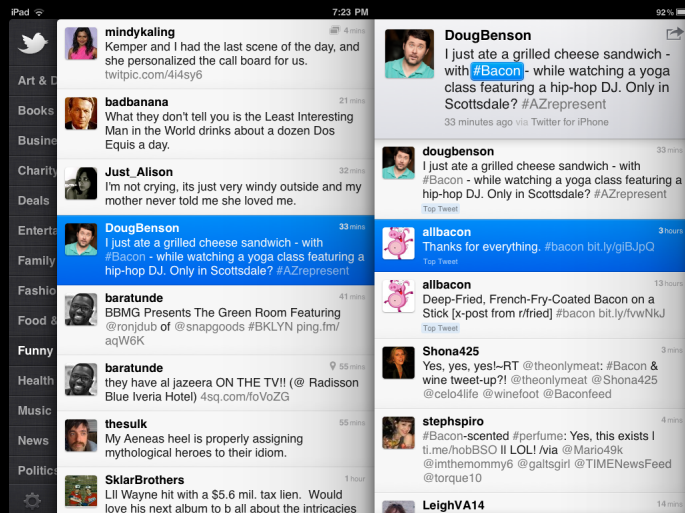 iPad
7:23 PM
92%
Art & D
Books
Busine
Charity
Deals
Enterta
Family
Fashio
Food &
Funny
Health
Music
News
Politics
mindykaling
4 mins
Kemper and I had the last scene of the day, and
she personalized the call board for us.
twitpic.com/4i4sy6
badbanana
21 mins
What they don't tell you is the Least Interesting
Man in the World drinks about a dozen Dos
Equis a day.
Just_Alison
32 mins
I'm not crying, its just very windy outside and my
mother never told me she loved me.
DougBenson
33 mins
I just ate a grilled cheese sandwich - with
#Bacon - while watching a yoga class featuring a
hip-hop DJ. Only in Scottsdale? #AZrepresent
baratunde
41 mins
BBMG Presents The Green Room Featuring
@ronjdub of @snapgoods #BKLYN ping.fm/
aqW6K
baratunde
55 mins
they have al jazeera ON THE TV!! (@ Radisson
Blue Iveria Hotel) 4sq.com/foVoZG
thesulk
55 mins
My Aeneas heel is properly assigning
mythological heroes to their idiom.
SklarBrothers
1 hour
LIl Wayne hit with a $5.6 mil. tax lien. Would
love his next album to b all about the intricacies
DougBenson
I just ate a grilled cheese sandwich -
with #Bacon - while watching a yoga
class featuring a hip-hop DJ. Only in
Scottsdale? #AZrepresent
33 minutes ago via Twitter for iPhone
dougbenson
33 mins
I just ate a grilled cheese sandwich - with
#Bacon - while watching a yoga class featuring a
hip-hop DJ. Only in Scottsdale? #AZrepresent
Top Tweet
allbacon
3 hours
Thanks for everything. #bacon bit.ly/giBJpQ
Top Tweet
allbacon
13 hours
Deep-Fried, French-Fry-Coated Bacon on a
Stick [x-post from r/fried] #bacon bit.ly/fvwNkJ
Top Tweet
Shona425
3 mins
Yes, yes, yes!~RT @theonlymeat: #Bacon &
wine tweet-up?! @theonlymeat @Shona425
@celo4life @winefoot @Baconfeed
stephspiro
4 mins
#Bacon-scented #perfume: Yes, this exists l
ti.me/hobBSO ll LOL! /via @Mario49k
@imthemommy6 @galtsgirl @TIMENewsFeed
@torque10
LeighVA14
14 mins